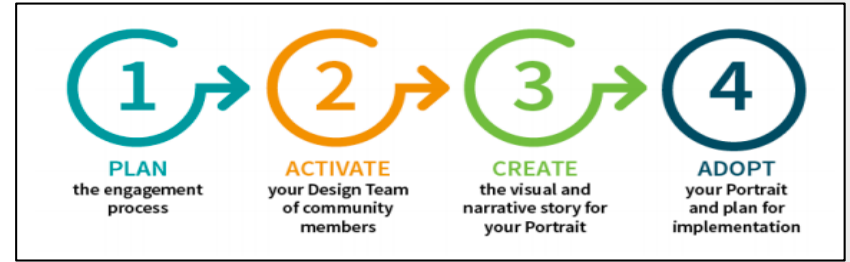 1
PLAN
the engagement
process
2
ACTIVATE
your Design Team
of community
members
3
CREATE
the visual and
narrative story for
your Portrait
4
ADOPT
your Portrait
and plan for
implementation